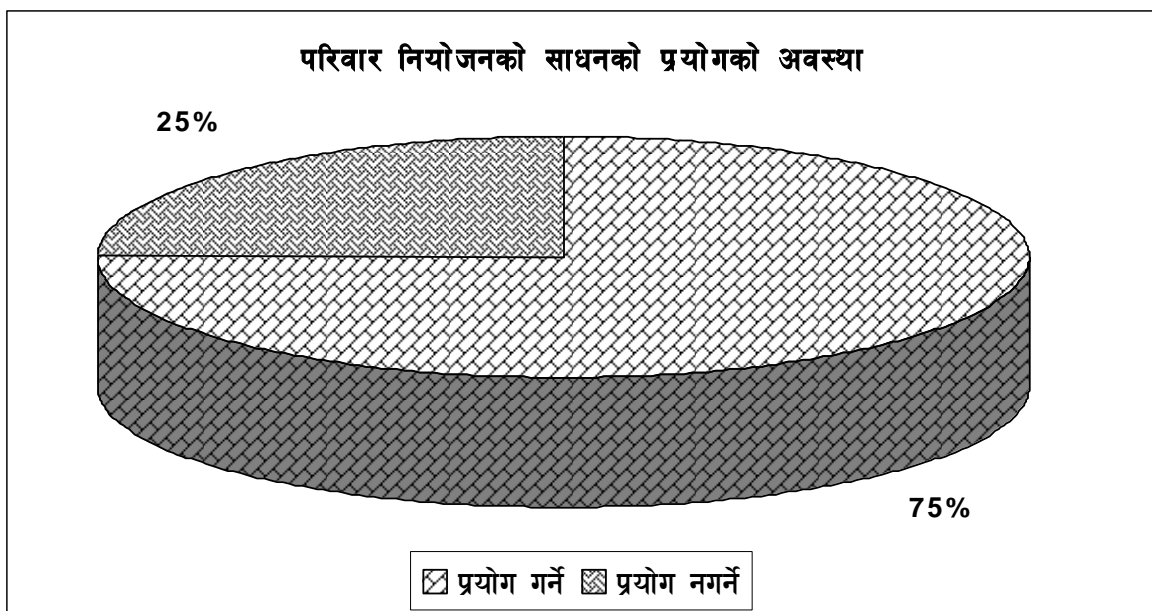 परिवार नियोजनको साधनको प्रयोगको अवस्था
25%
75%
प्रयोग गर्ने प्रयोग नगर्ने